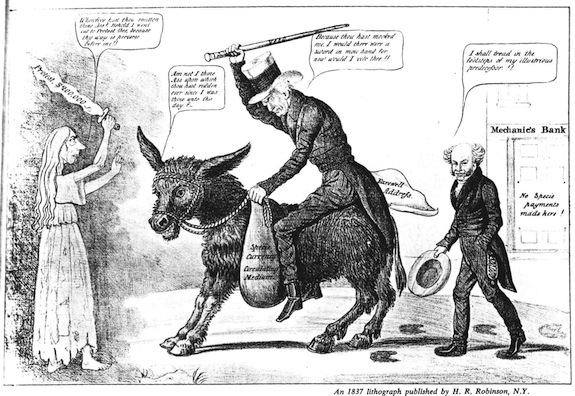 Wherefore hast thou smitten
thine Ass? Behold I went
out to Protest thee, because
thy way is perverse
before me!!
Am not I thine
Ass upon which
thou hast ridden
ever since I was
thine unto this
day?.
Because thou hast mocked
me, I would there were a
sword in mine hand for
now would I kill thee!!
I shall tread in the
footsteps of my illustrious
predecessor.!!
Mechanic's Bank
No Specie
payments
made here!
Farewell
Address
Specie
Currency
Circulating
Medium
An 1837 lithograph published by H. R. Robinson, N.Y.